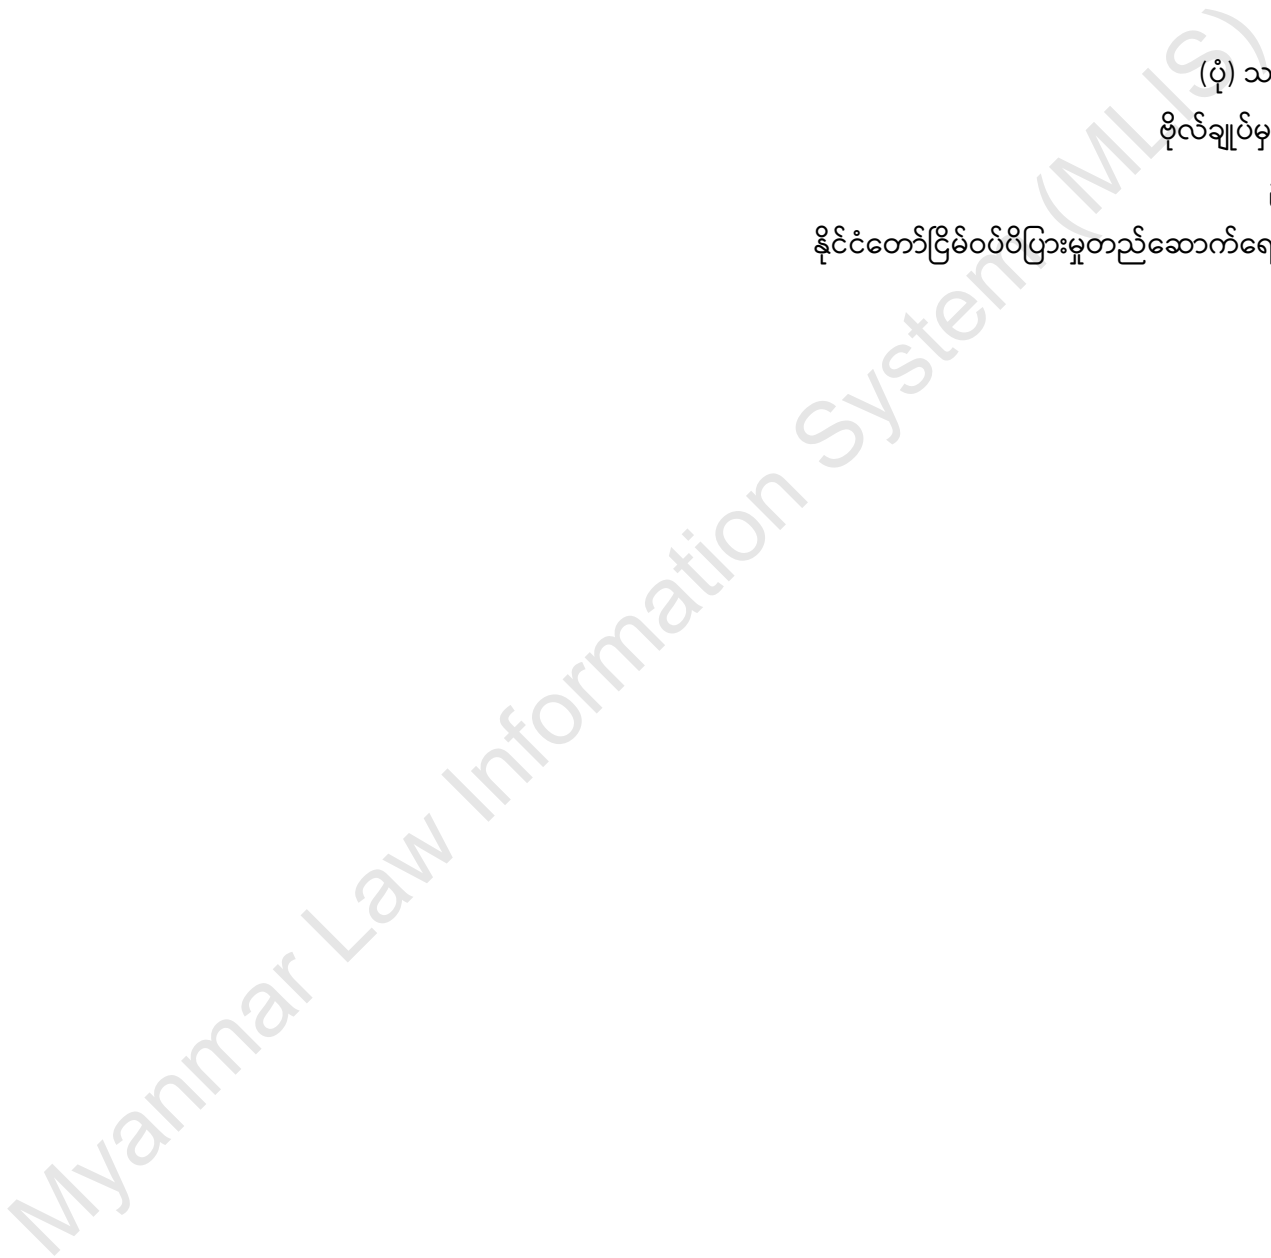 (ပုံ) သ
ဗိုလ်ချုပ်မှ
နိုင်ငံတော်ငြိမ်ဝပ်ပိပြားမှုတည်ဆောက်ရေ
Myanmar Law Information System (MLIS)